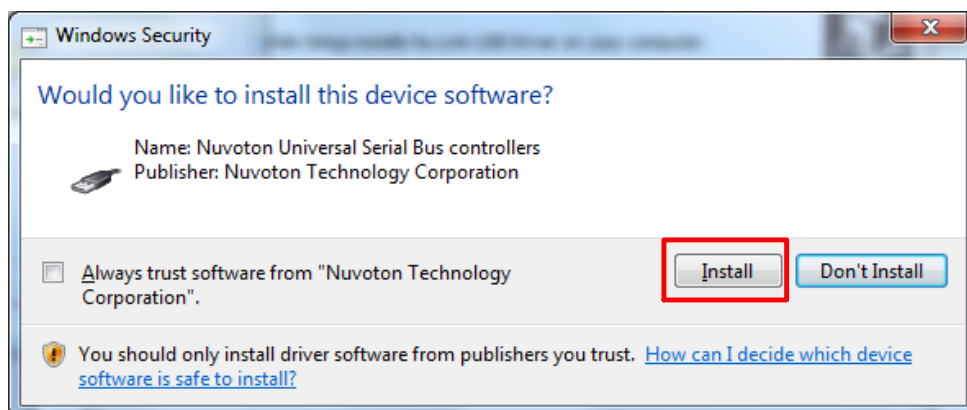 Windows Security
Would you like to install this device software?
Name: Nuvoton Universal Serial Bus controllers
Publisher: Nuvoton Technology Corporation
Always trust software from "Nuvoton Technology
Corporation".
Install
Don't Install
You should only install driver software from publishers you trust. How can I decide which device
software is safe to install?